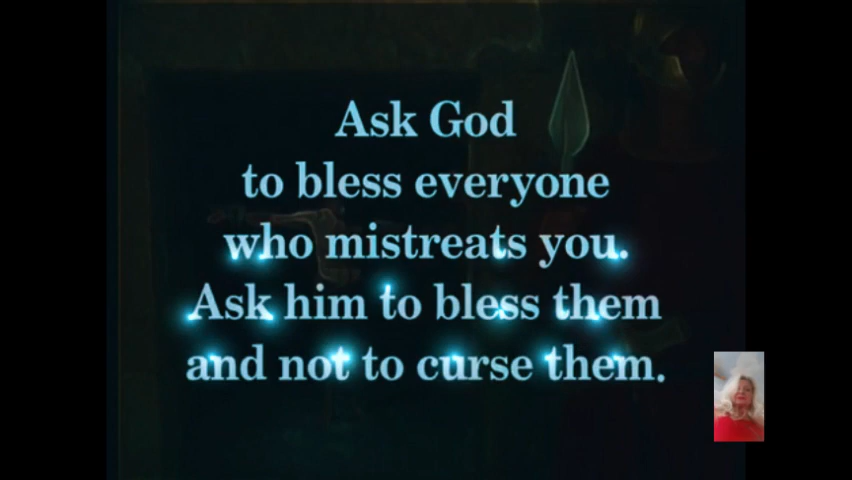 Ask God
to bless everyone
who mistreats you.
Ask him to bless them
and not to curse them.